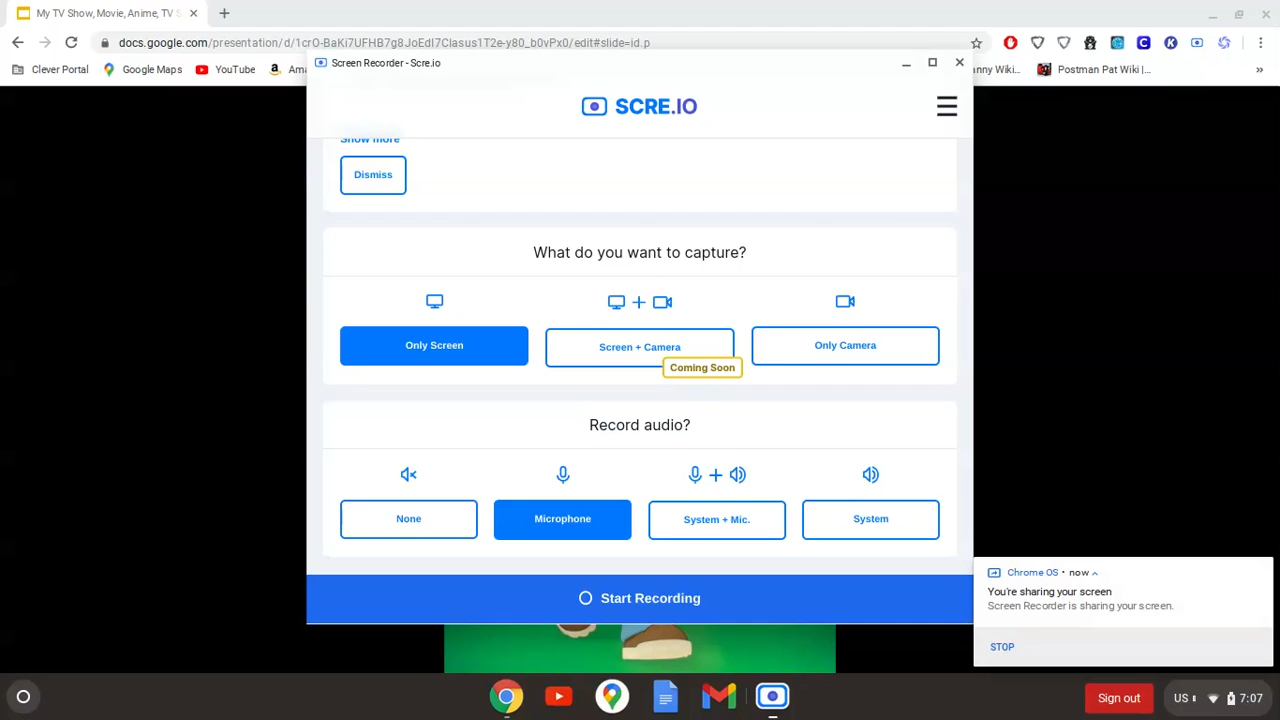 My TV Show, Movie, Anime, TV S
docs.google.com/presentation/d/1crO-BaKi7UFHB7g8JoEdI7Clasus1T2e-y80_b0vPx0/edit#slide=id.p
Clever Portal
Google Maps
YouTube
Ama
anny Wiki...
Postman Pat Wiki |...
»
Screen Recorder - Scre.io
SCRE.IO
Show more
Dismiss
What do you want to capture?
Only Screen
Screen + Camera
Only Camera
Coming Soon
Record audio?
None
Microphone
System + Mic.
System
Start Recording
Chrome OS • now
You're sharing your screen
Screen Recorder is sharing your screen.
STOP
Sign out
US
7:07